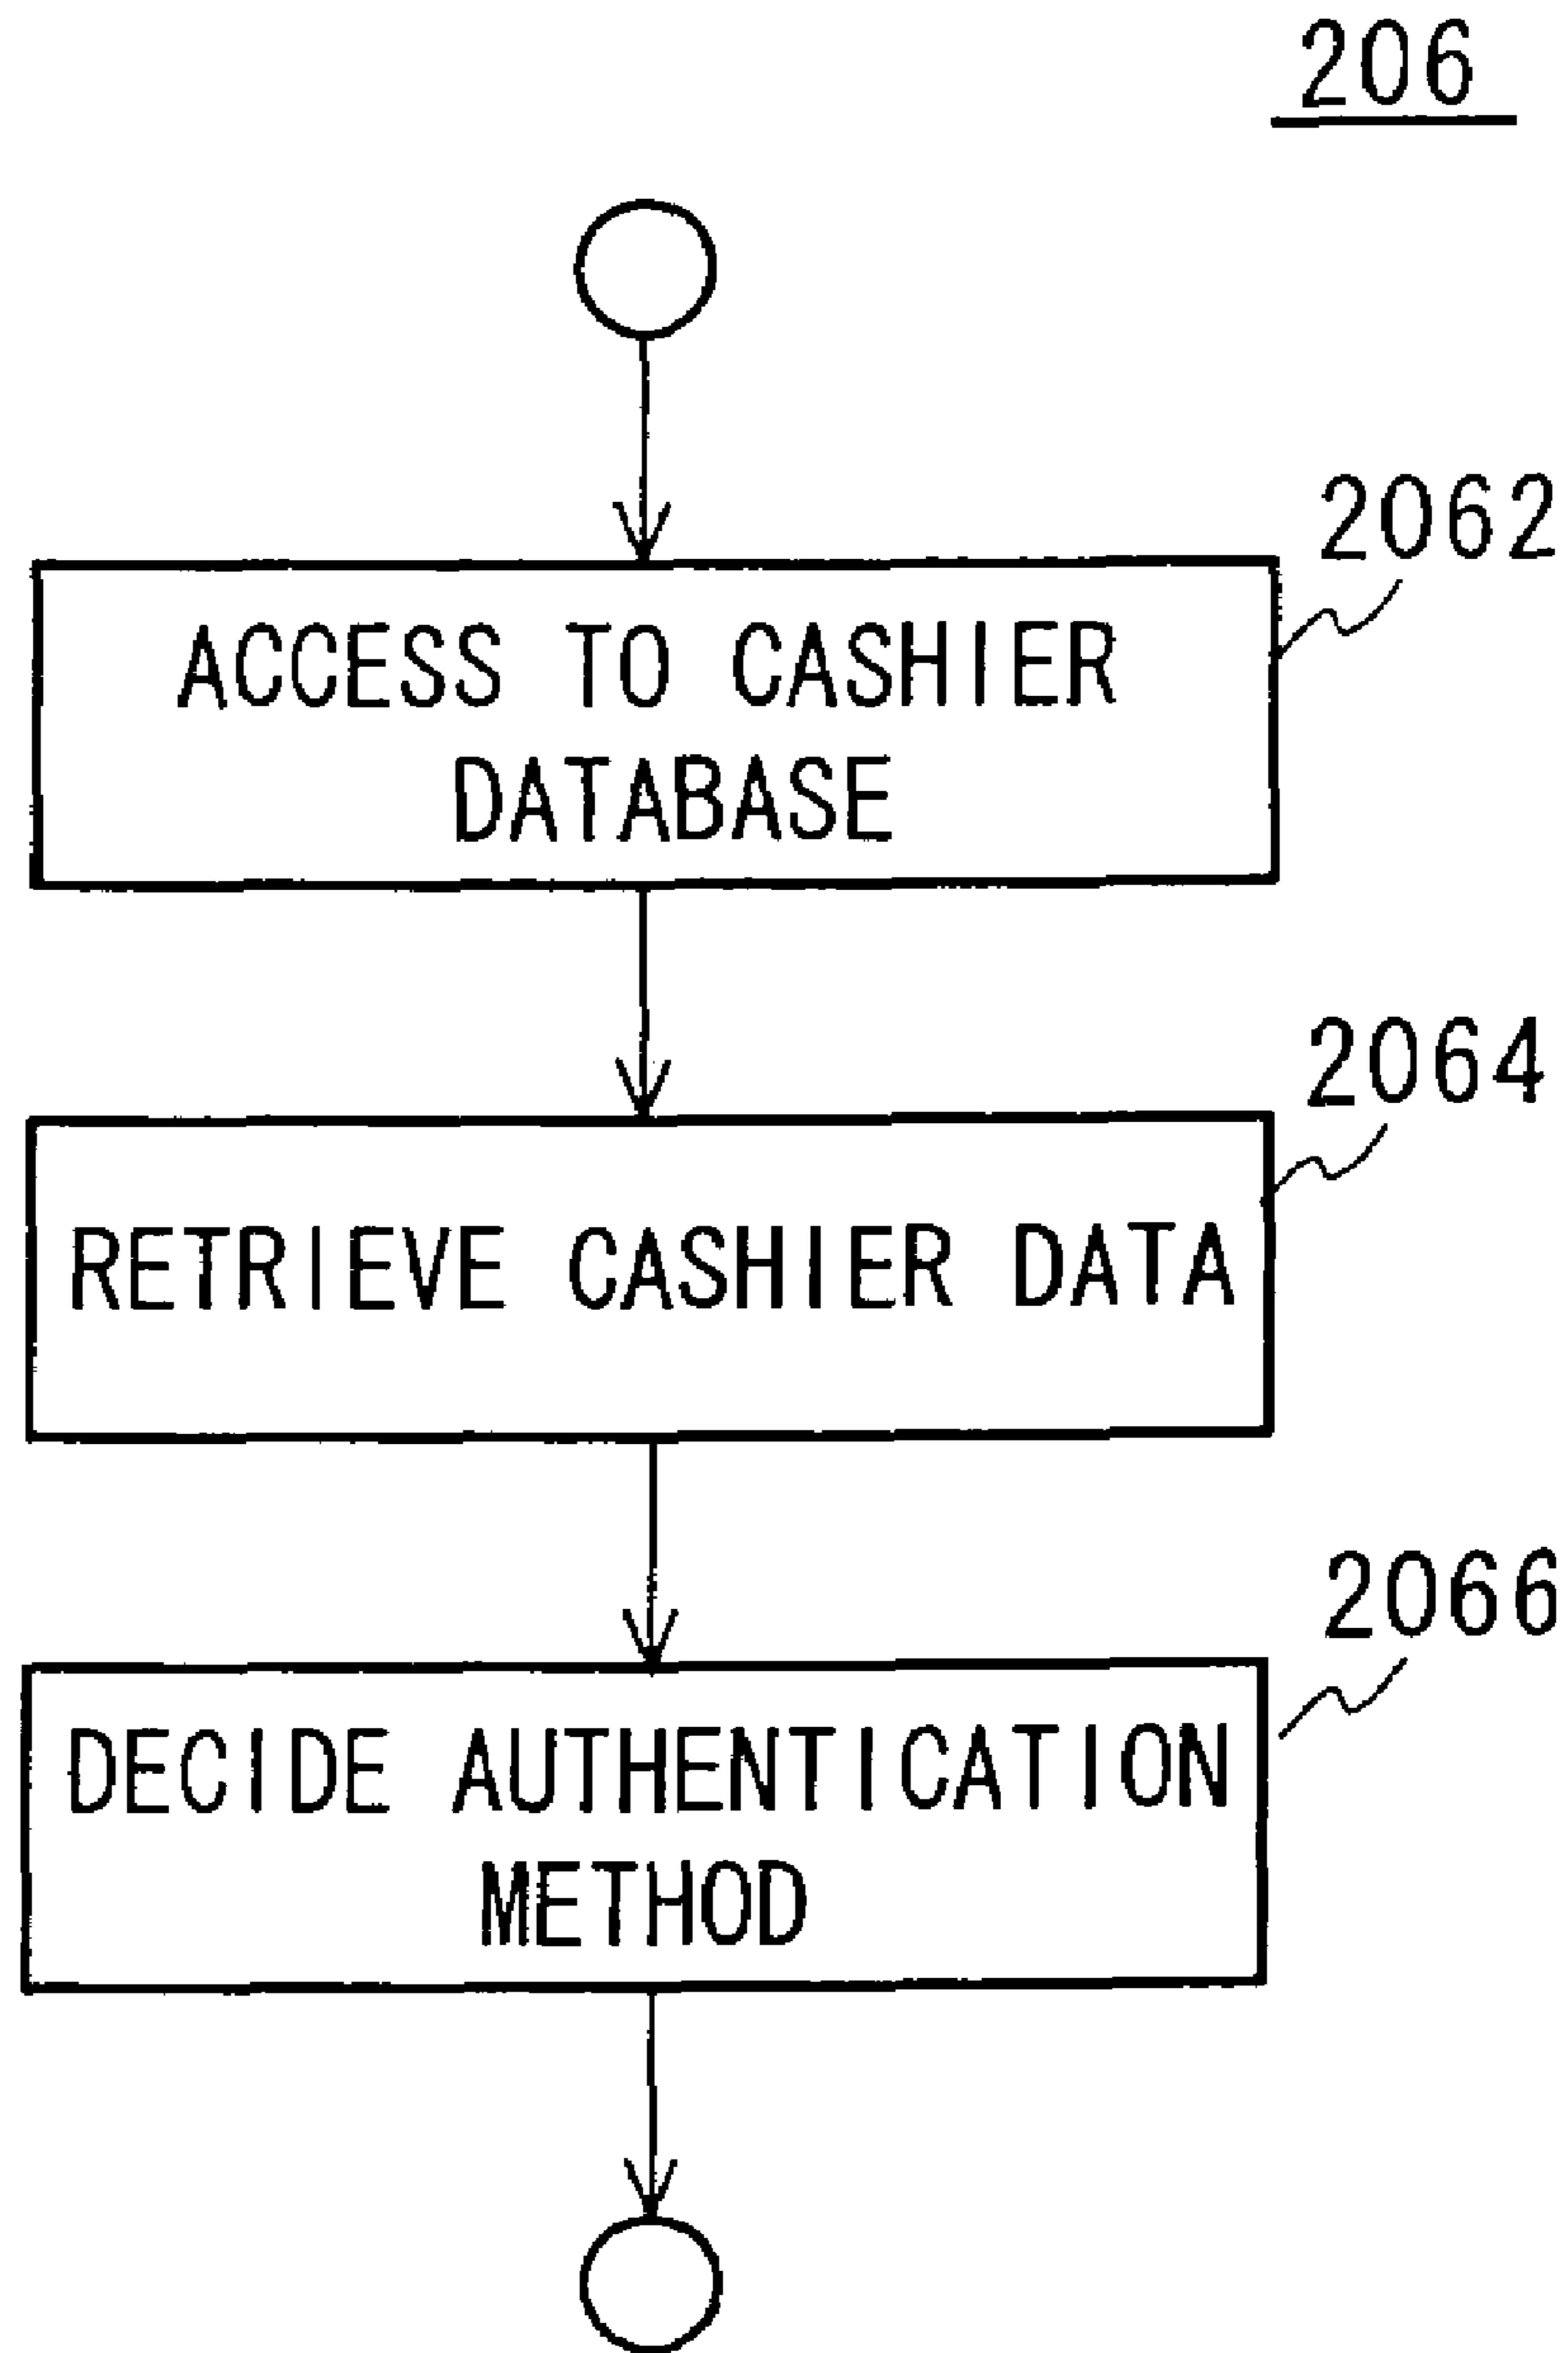 206
2062
ACCESS TO CASHIER
DATABASE
2064
RETRIEVE CASHIER DATA
2066
DECIDE AUTHENTICATION
METHOD